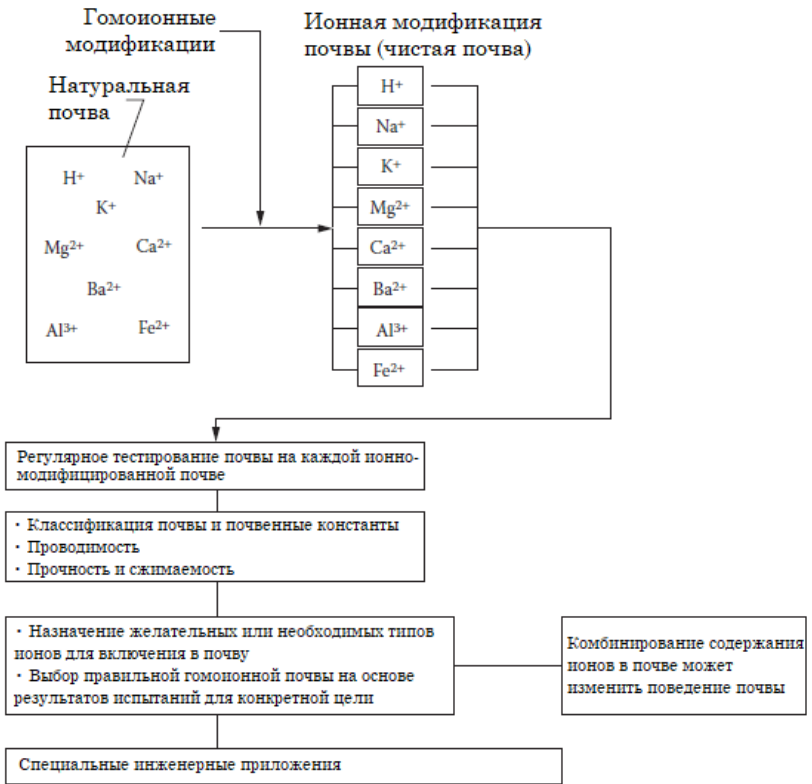 Гомоионные
модификации
Ионная модификация
почвы (чистая почва)
Натуральная
почва
H⁺ Na⁺
K⁺
Mg²⁺ Ca²⁺
Ba²⁺
Al³⁺ Fe²⁺
H⁺
Na⁺
K⁺
Mg²⁺
Ca²⁺
Ba²⁺
Al³⁺
Fe²⁺
Регулярное тестирование почвы на каждой ионно-
модифицированной почве
· Классификация почвы и почвенные константы
· Проводимость
· Прочность и сжимаемость
· Назначение желательных или необходимых типов
ионов для включения в почву
· Выбор правильной гомоионной почвы на основе
результатов испытаний для конкретной цели
Комбинирование содержания
ионов в почве может
изменить поведение почвы
Специальные инженерные приложения